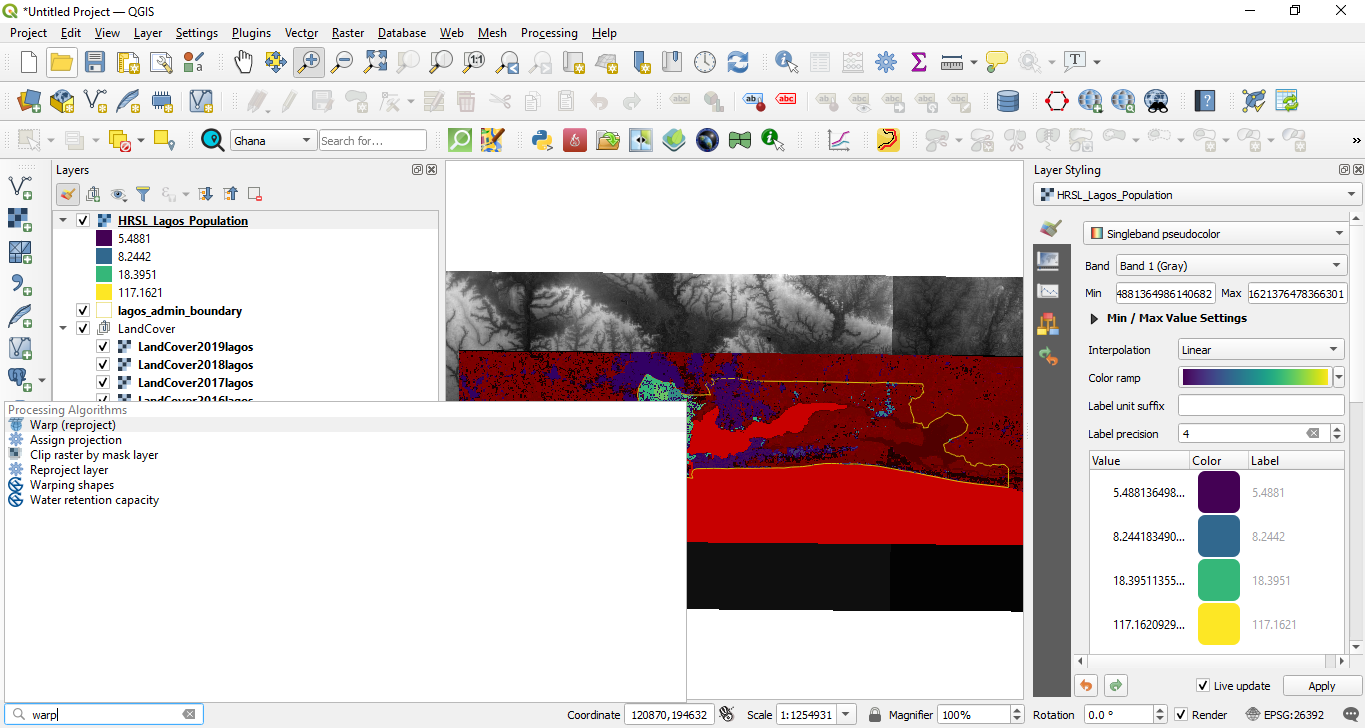 *Untitled Project — QGIS
Project Edit View Layer Settings Plugins Vector Raster Database Web Mesh Processing Help
Ghana Search for...
Layers
HRSL_Lagos_Population
5.4881
8.2442
18.3951
117.1621
lagos_admin_boundary
LandCover
LandCover2019lagos
LandCover2018lagos
LandCover2017lagos
LandCover2016lagos
Processing Algorithms
Warp (reproject)
Assign projection
Clip raster by mask layer
Reproject layer
Warping shapes
Water retention capacity
Layer Styling
HRSL_Lagos_Population
Singleband pseudocolor
Band Band 1 (Gray)
Min 4881364986140682 Max 1621376478366301
Min / Max Value Settings
Interpolation Linear
Color ramp
Label unit suffix
Label precision 4
Value Color Label
5.488136498... 5.4881
8.244183490... 8.2442
18.39511355... 18.3951
117.1620929... 117.1621
Live update Apply
warp Coordinate 120870,194632 Scale 1:1254931 Magnifier 100% Rotation 0.0 ° Render EPSG:26392